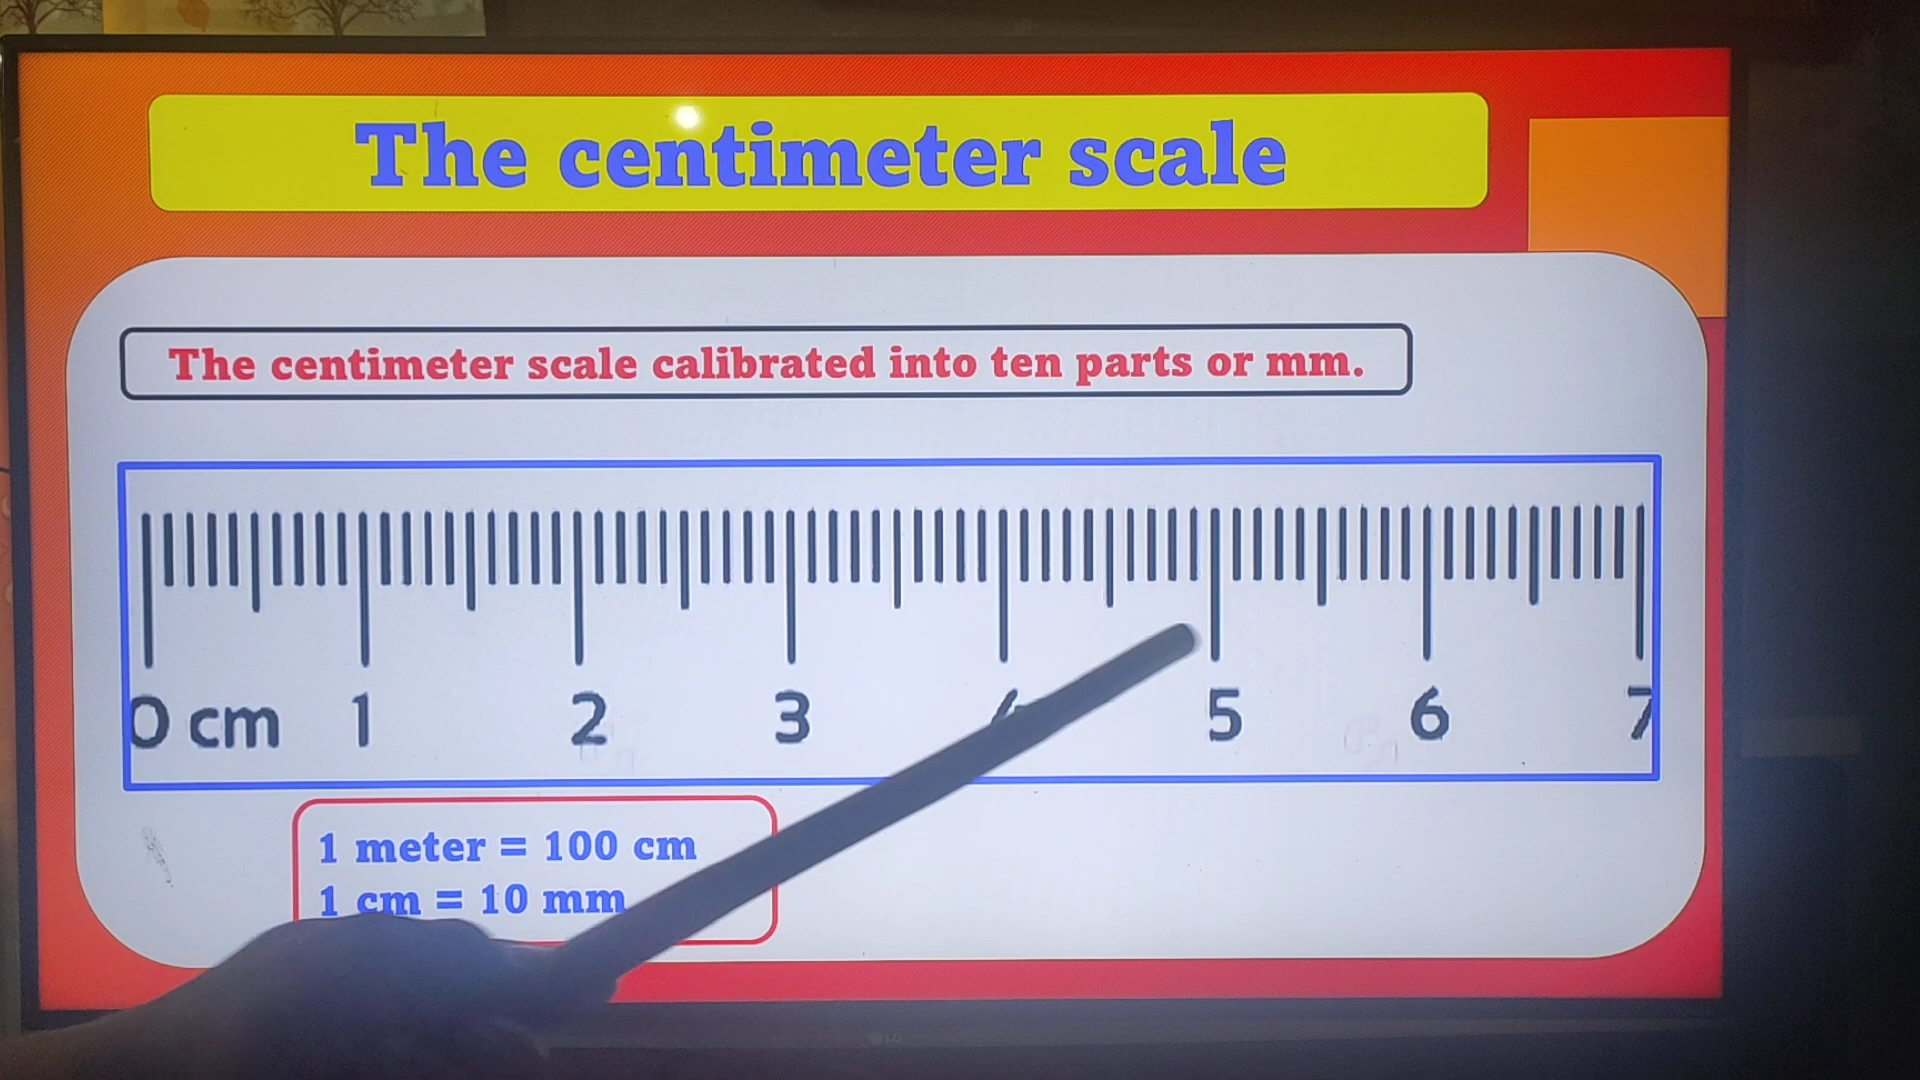 The centimeter scale
The centimeter scale calibrated into ten parts or mm.
0 cm 1 2 3 5 6 7
1 meter = 100 cm
1 cm = 10 mm
LG